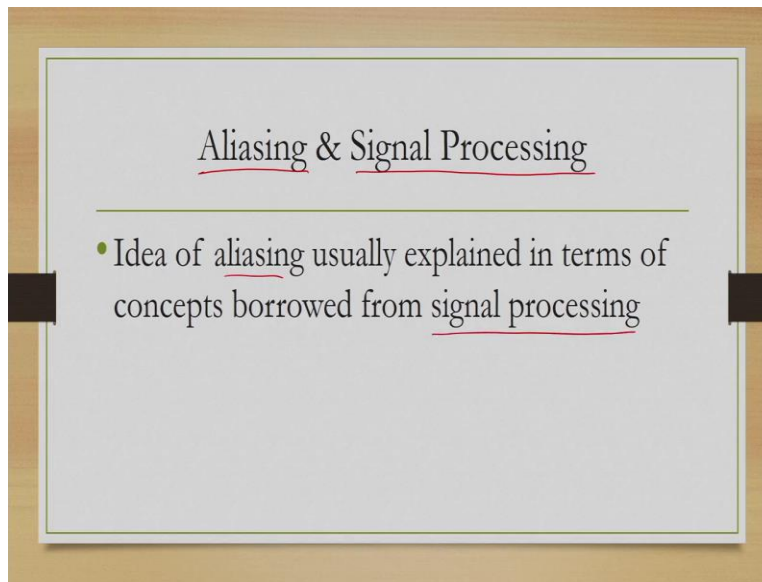 Aliasing & Signal Processing
• Idea of aliasing usually explained in terms of
concepts borrowed from signal processing